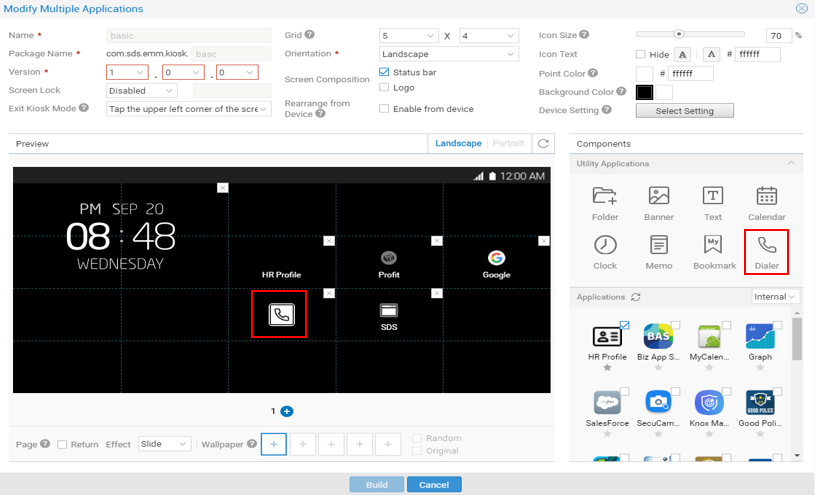 Modify Multiple Applications
Name * basic
Package Name * com.sds.emm.kiosk. basc
Version * 1 . 0 . 0
Screen Lock Disabled
Exit Kiosk Mode ? Tap the upper left corner of the scre
Grid ? 5 X 4
Orientation * Landscape
Screen Composition Status bar
Logo
Rearrange from Device ? Enable from device
Icon Size ? 70 %
Icon Text Hide A A # ffffff
Point Color ? # ffffff
Background Color ?
Device Setting ? Select Setting
Preview Landscape Portrait
12:00 AM
PM SEP 20
08:48
WEDNESDAY
HR Profile Profit Google
SDS
1
Page ? Return Effect Slide Wallpaper ? + + + + + Random
Original
Components
Utility Applications
Folder Banner Text Calendar
Clock Memo My Bookmark Dialer
Applications Internal
BAS
HR Profile Biz App S... MyCalen... Graph
GOOD POLICE
SalesForce SecuCam... Knox Ma... Good Poli...
Build Cancel